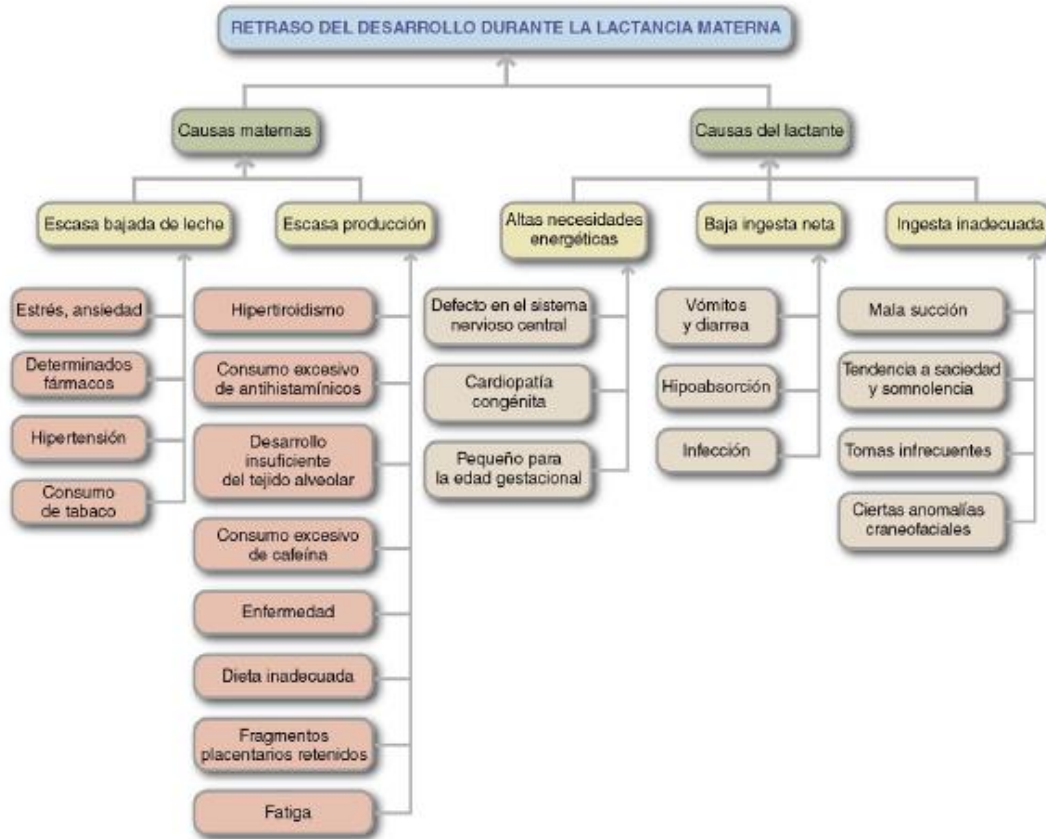 RETRASO DEL DESARROLLO DURANTE LA LACTANCIA MATERNA
Causas maternas
Causas del lactante
Escasa bajada de leche
Escasa producción
Altas necesidades
energéticas
Baja ingesta neta
Ingesta inadecuada
Estrés, ansiedad
Determinados
fármacos
Hipertensión
Consumo
de tabaco
Hipertiroidismo
Consumo excesivo
de antihistamínicos
Desarrollo
insuficiente
del tejido alveolar
Consumo excesivo
de cafeína
Enfermedad
Dieta inadecuada
Fragmentos
placentarios retenidos
Fatiga
Defecto en el sistema
nervioso central
Cardiopatía
congénita
Pequeño para
la edad gestacional
Vómitos
y diarrea
Hipoabsorción
Infección
Mala succión
Tendencia a saciedad
y somnolencia
Tomas infrecuentes
Ciertas anomalías
craneofaciales